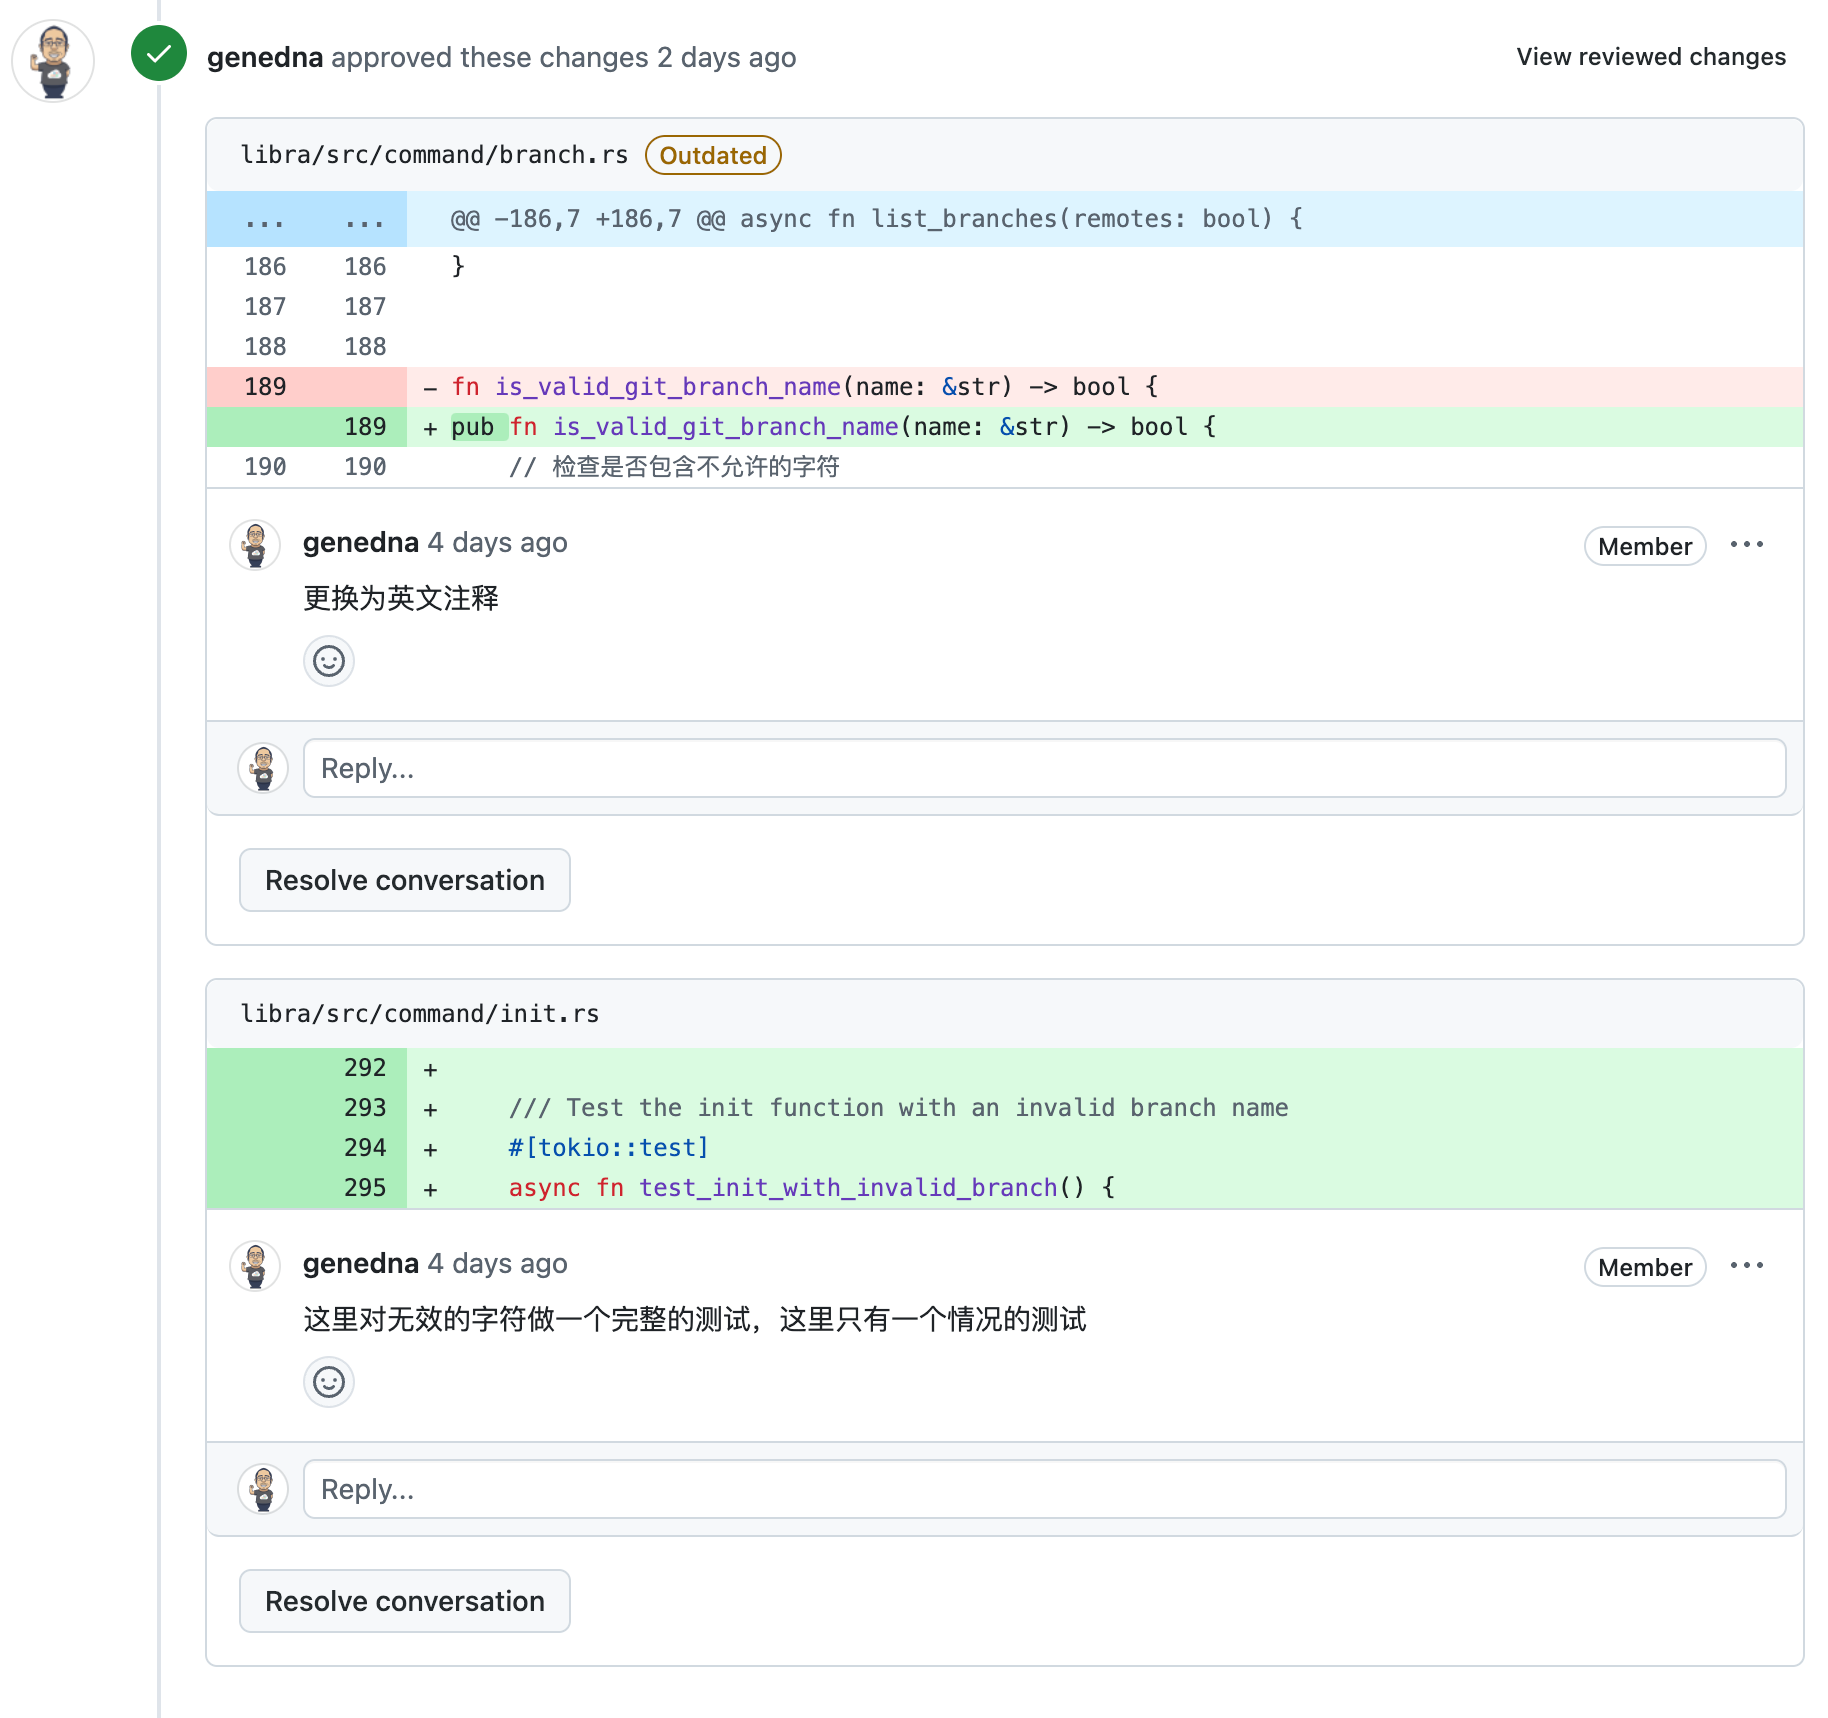 genedna approved these changes 2 days ago View reviewed changes
libra/src/command/branch.rs Outdated
... ... @@ -186,7 +186,7 @@ async fn list_branches(remotes: bool) {
186 186 }
187 187
188 188
189 - fn is_valid_git_branch_name(name: &str) -> bool {
189 + pub fn is_valid_git_branch_name(name: &str) -> bool {
190 190 // 检查是否包含不允许的字符
genedna 4 days ago Member ...
更换为英文注释
Reply...
Resolve conversation
libra/src/command/init.rs
292 +
293 + /// Test the init function with an invalid branch name
294 + #[tokio::test]
295 + async fn test_init_with_invalid_branch() {
genedna 4 days ago Member ...
这里对无效的字符做一个完整的测试，这里只有一个情况的测试
Reply...
Resolve conversation